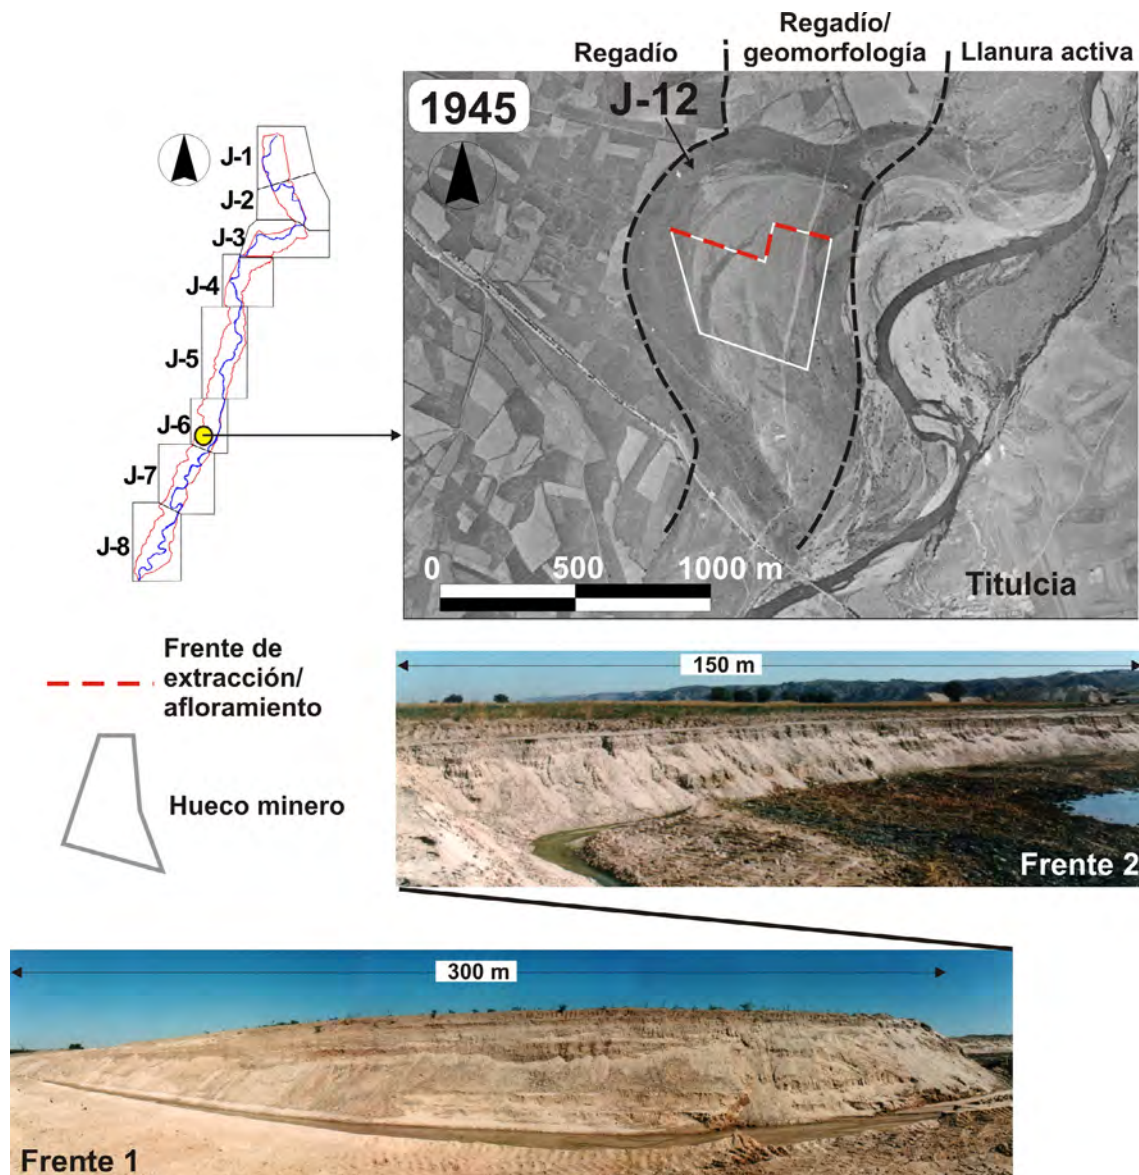 Regadío
Regadío/
geomorfología
Llanura activa
1945
J-12
J-1
J-2
J-3
J-4
J-5
J-6
J-7
J-8
0 500 1000 m
Titulcia
Frente de
extracción/
afloramiento
Hueco minero
150 m
Frente 2
300 m
Frente 1